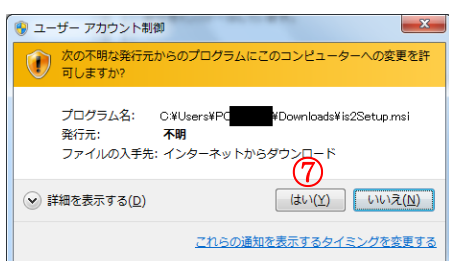 ユーザー アカウント制御
次の不明な発行元からのプログラムにこのコンピューターへの変更を許
可しますか?
プログラム名: C:¥Users¥PC ¥Downloads¥is2Setup.msi
発行元: 不明
ファイルの入手先: インターネットからダウンロード
⑦
詳細を表示する(D)
はい(Y)
いいえ(N)
これらの通知を表示するタイミングを変更する